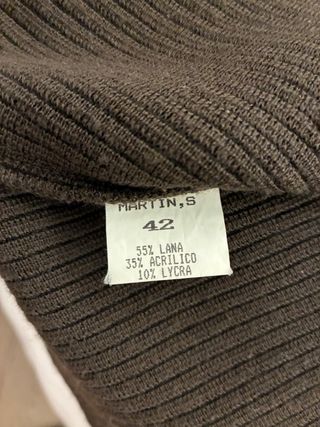 MARTIN,S
42
55% LANA
35% ACRILICO
10% LYCRA